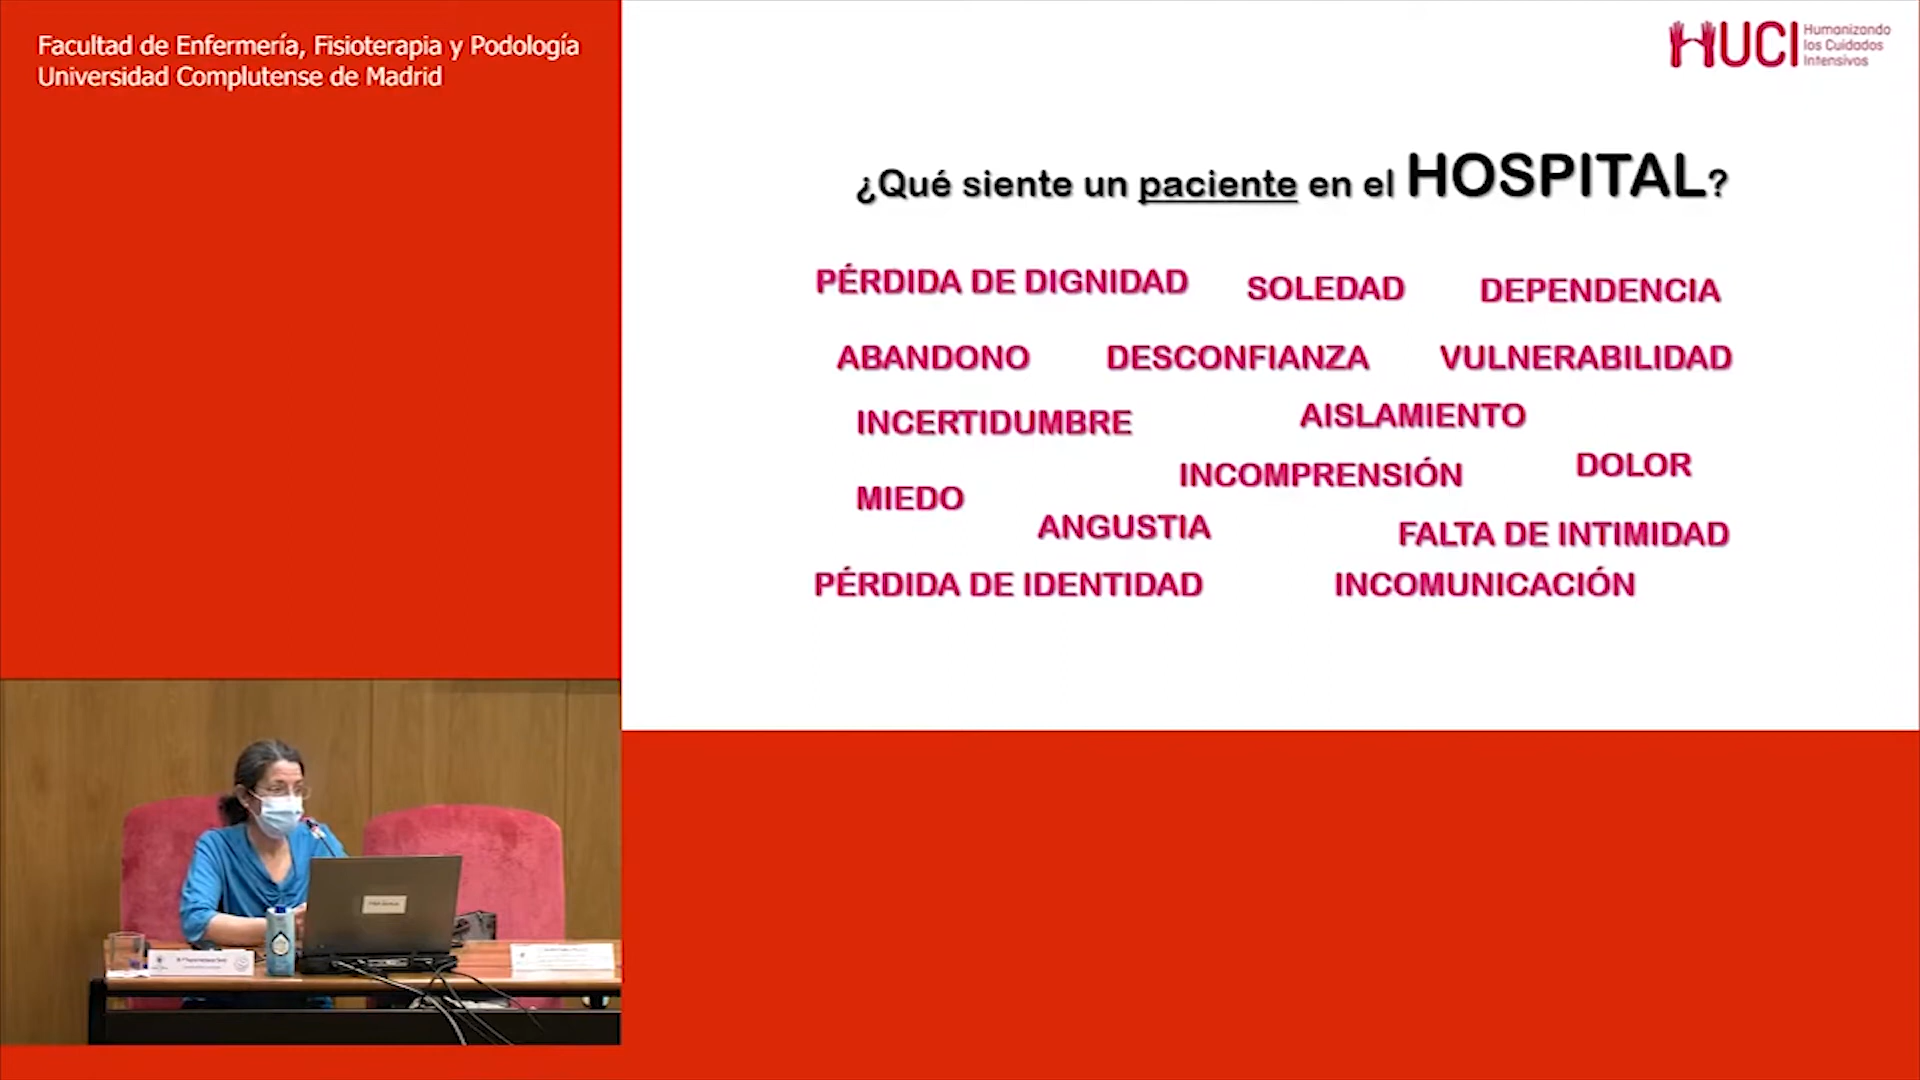 Facultad de Enfermería, Fisioterapia y Podología
Universidad Complutense de Madrid
HUCI
Humanizando
los Cuidados
Intensivos
¿Qué siente un paciente en el HOSPITAL?
PÉRDIDA DE DIGNIDAD SOLEDAD DEPENDENCIA
ABANDONO DESCONFIANZA VULNERABILIDAD
INCERTIDUMBRE AISLAMIENTO
INCOMPRENSIÓN DOLOR
MIEDO
ANGUSTIA FALTA DE INTIMIDAD
PÉRDIDA DE IDENTIDAD INCOMUNICACIÓN